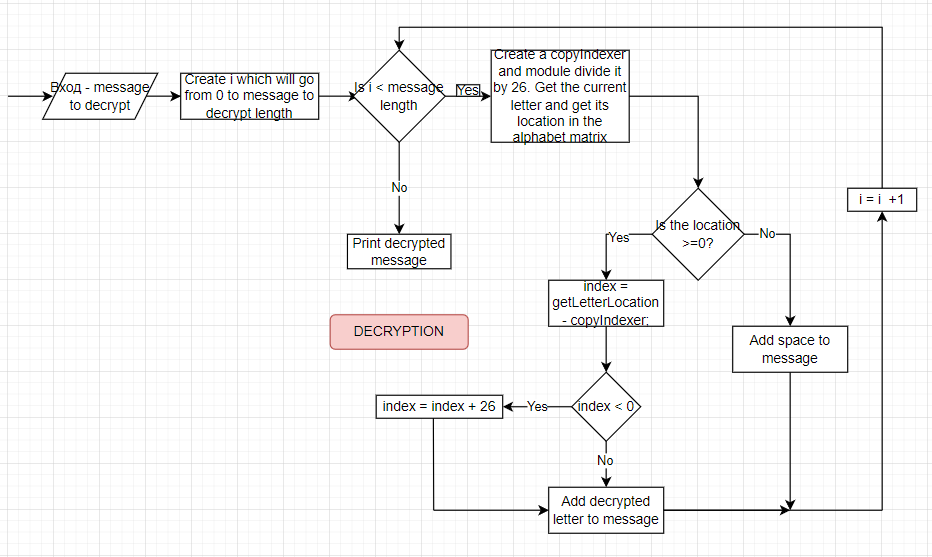 Вход - message
to decrypt
Create i which will go
from 0 to message to
decrypt length
Is i < message
length
Yes
Create a copyIndexer
and module divide it
by 26. Get the current
letter and get its
location in the
alphabet matrix
No
Print decrypted
message
i = i +1
Is the location
>=0?
Yes
No
index =
getLetterLocation
- copyIndexer;
Add space to
message
DECRYPTION
index < 0
Yes
index = index + 26
No
Add decrypted
letter to message